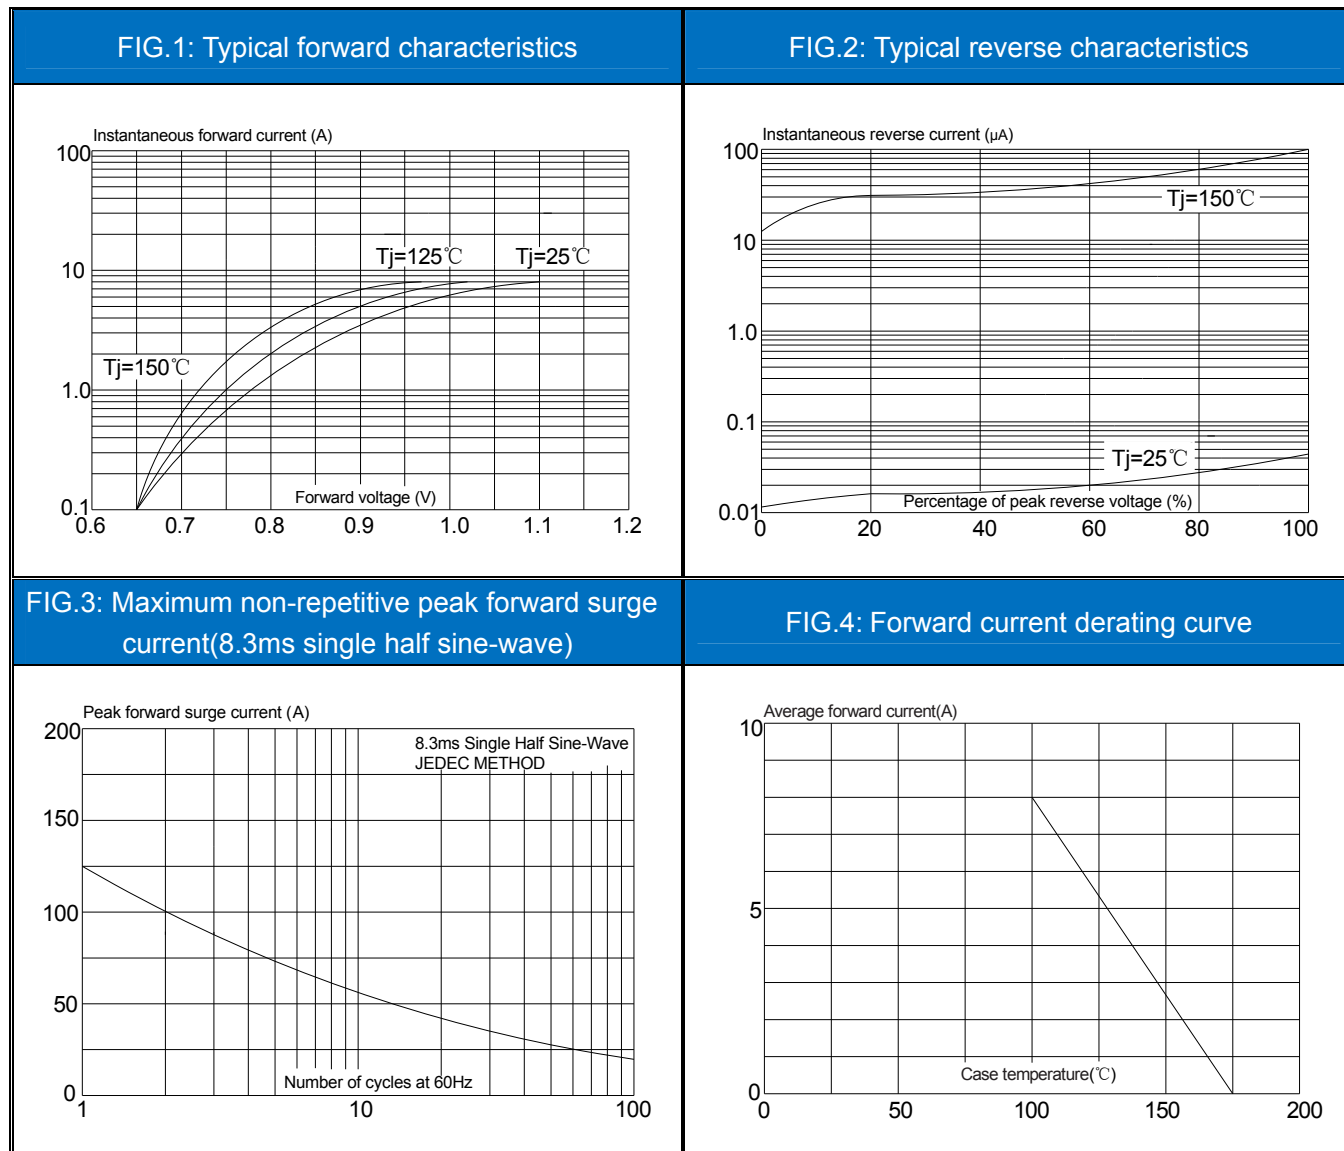 FIG.1: Typical forward characteristics
FIG.2: Typical reverse characteristics
Instantaneous forward current (A)
100
10
1.0
0.1
Tj=125℃
Tj=25℃
Tj=150℃
Forward voltage (V)
0.6 0.7 0.8 0.9 1.0 1.1 1.2
Instantaneous reverse current (μA)
100
10
1.0
0.1
0.01
Tj=150℃
Tj=25℃
Percentage of peak reverse voltage (%)
0 20 40 60 80 100
FIG.3: Maximum non-repetitive peak forward surge
current(8.3ms single half sine-wave)
FIG.4: Forward current derating curve
Peak forward surge current (A)
200
150
100
50
0
8.3ms Single Half Sine-Wave
JEDEC METHOD
Number of cycles at 60Hz
1 10 100
Average forward current(A)
10
5
0
Case temperature(℃)
0 50 100 150 200